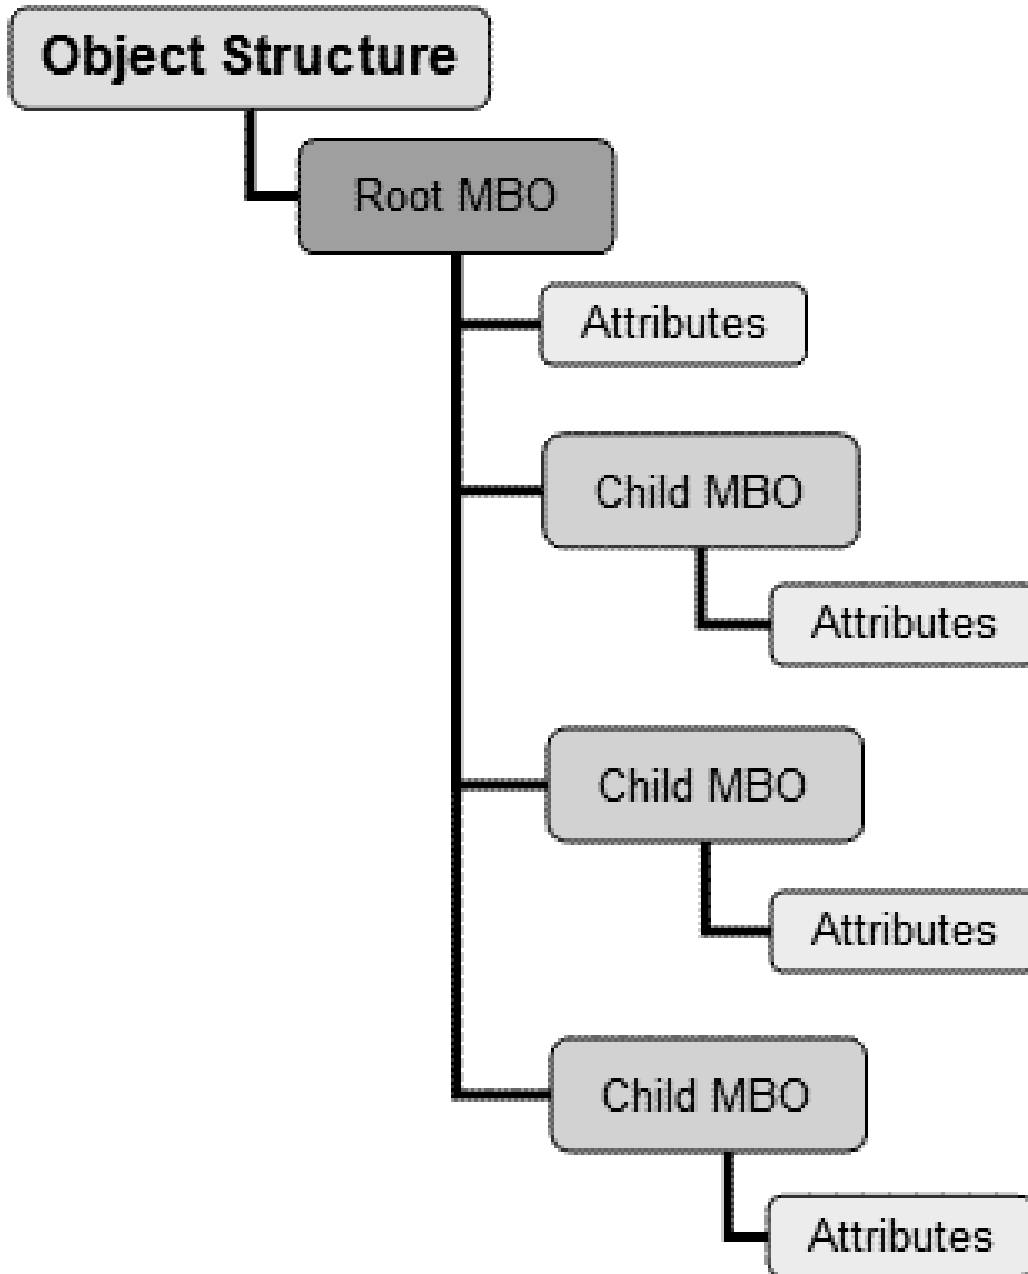 Object Structure
Root MBO
Attributes
Child MBO
Attributes
Child MBO
Attributes
Child MBO
Attributes